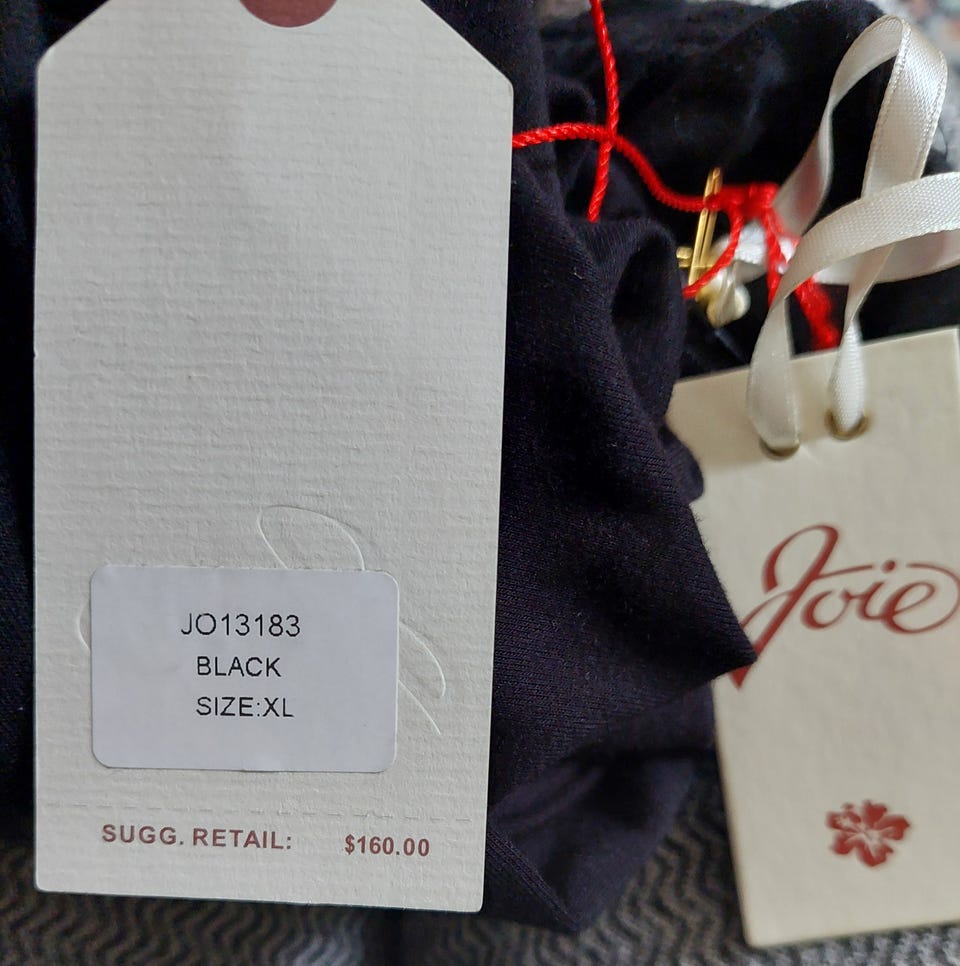 JO13183
BLACK
SIZE:XL
SUGG. RETAIL: $160.00
Joie